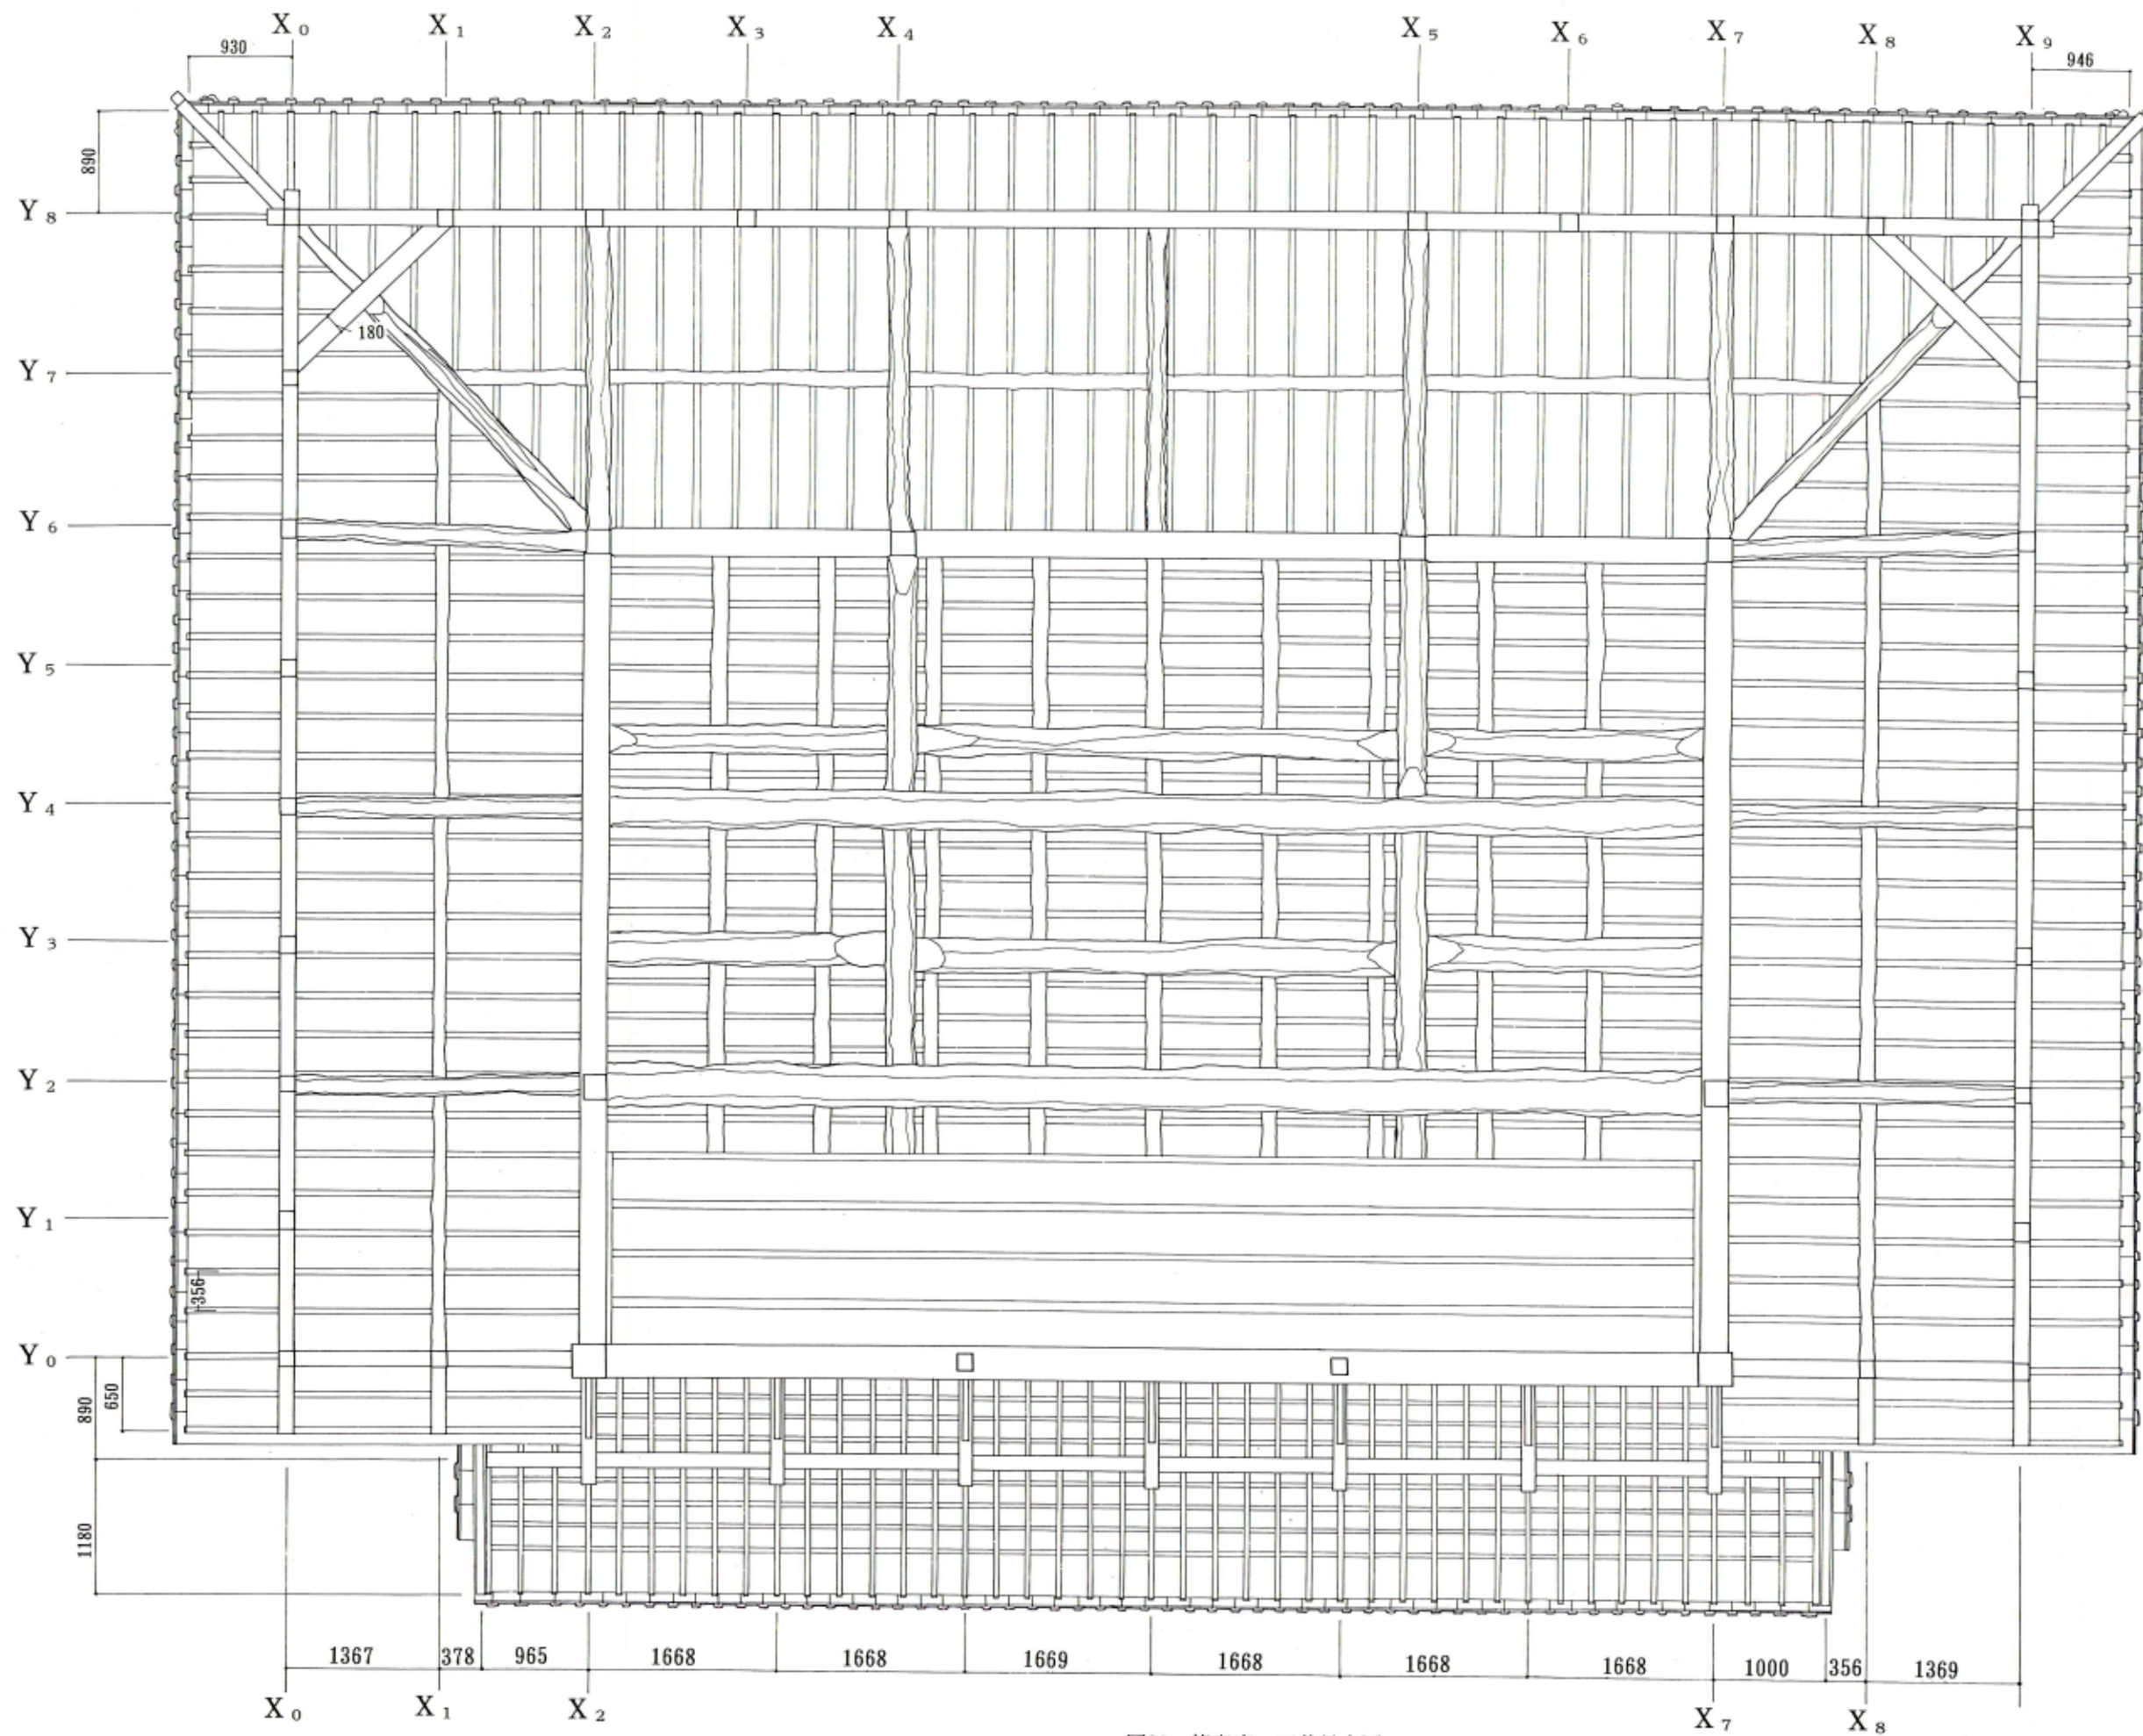 X₀ X₁ X₂ X₃ X₄ X₅ X₆ X₇ X₈ X₉
930 946
890
Y₈
180
Y₇
Y₆
Y₅
Y₄
Y₃
Y₂
Y₁
356
Y₀
890 650
1180
1367 378 965 1668 1668 1669 1668 1668 1668 1000 356 1369
X₀ X₁ X₂ X₇ X₈